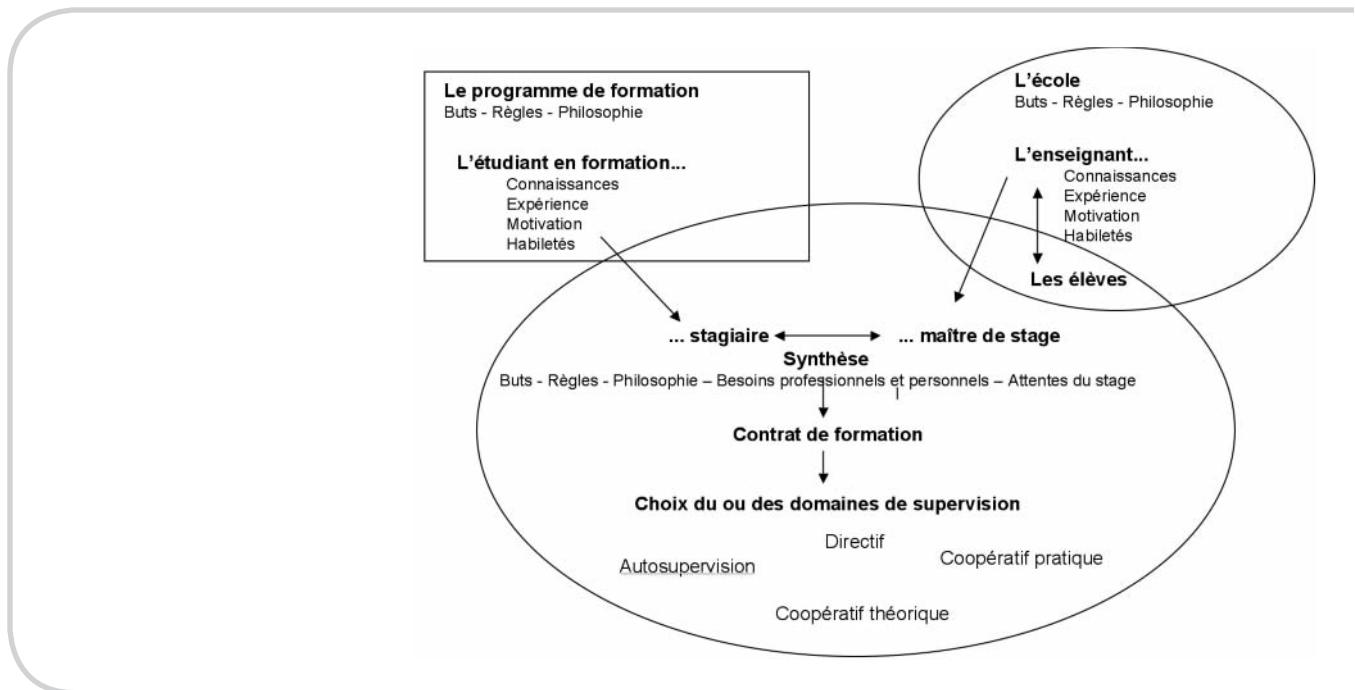 Le programme de formation
Buts - Règles - Philosophie
L'étudiant en formation...
Connaissances
Expérience
Motivation
Habiletés
L'école
Buts - Règles - Philosophie
L'enseignant...
Connaissances
Expérience
Motivation
Habiletés
Les élèves
... stagiaire
... maître de stage
Synthèse
Buts - Règles - Philosophie – Besoins professionnels et personnels – Attentes du stage
Contrat de formation
Choix du ou des domaines de supervision
Directif
Autosupervision
Coopératif pratique
Coopératif théorique